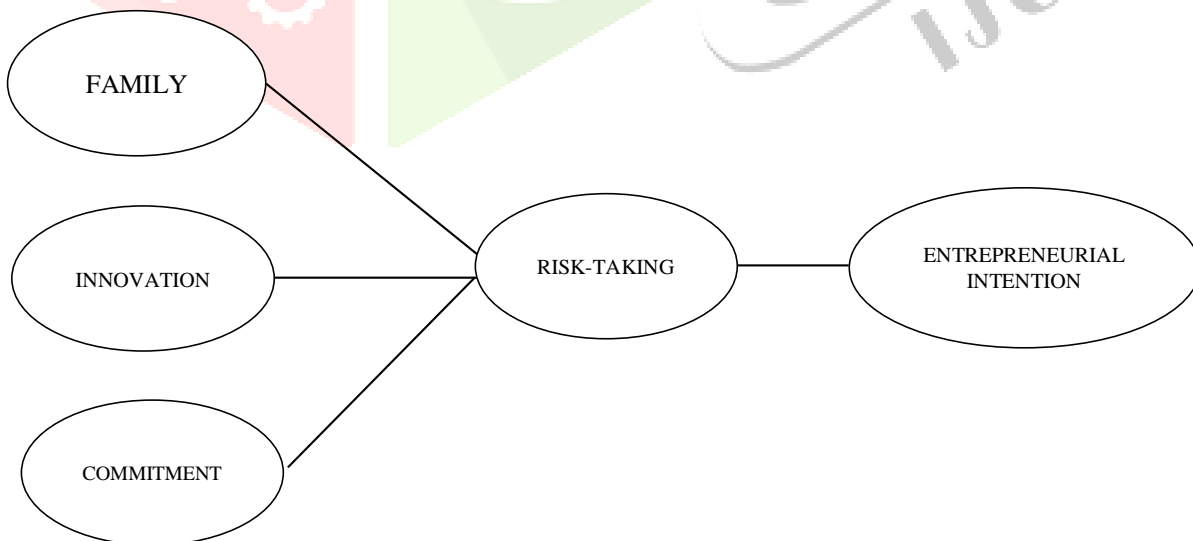 FAMILY
INNOVATION
RISK-TAKING
ENTREPRENEURIAL
INTENTION
COMMITMENT